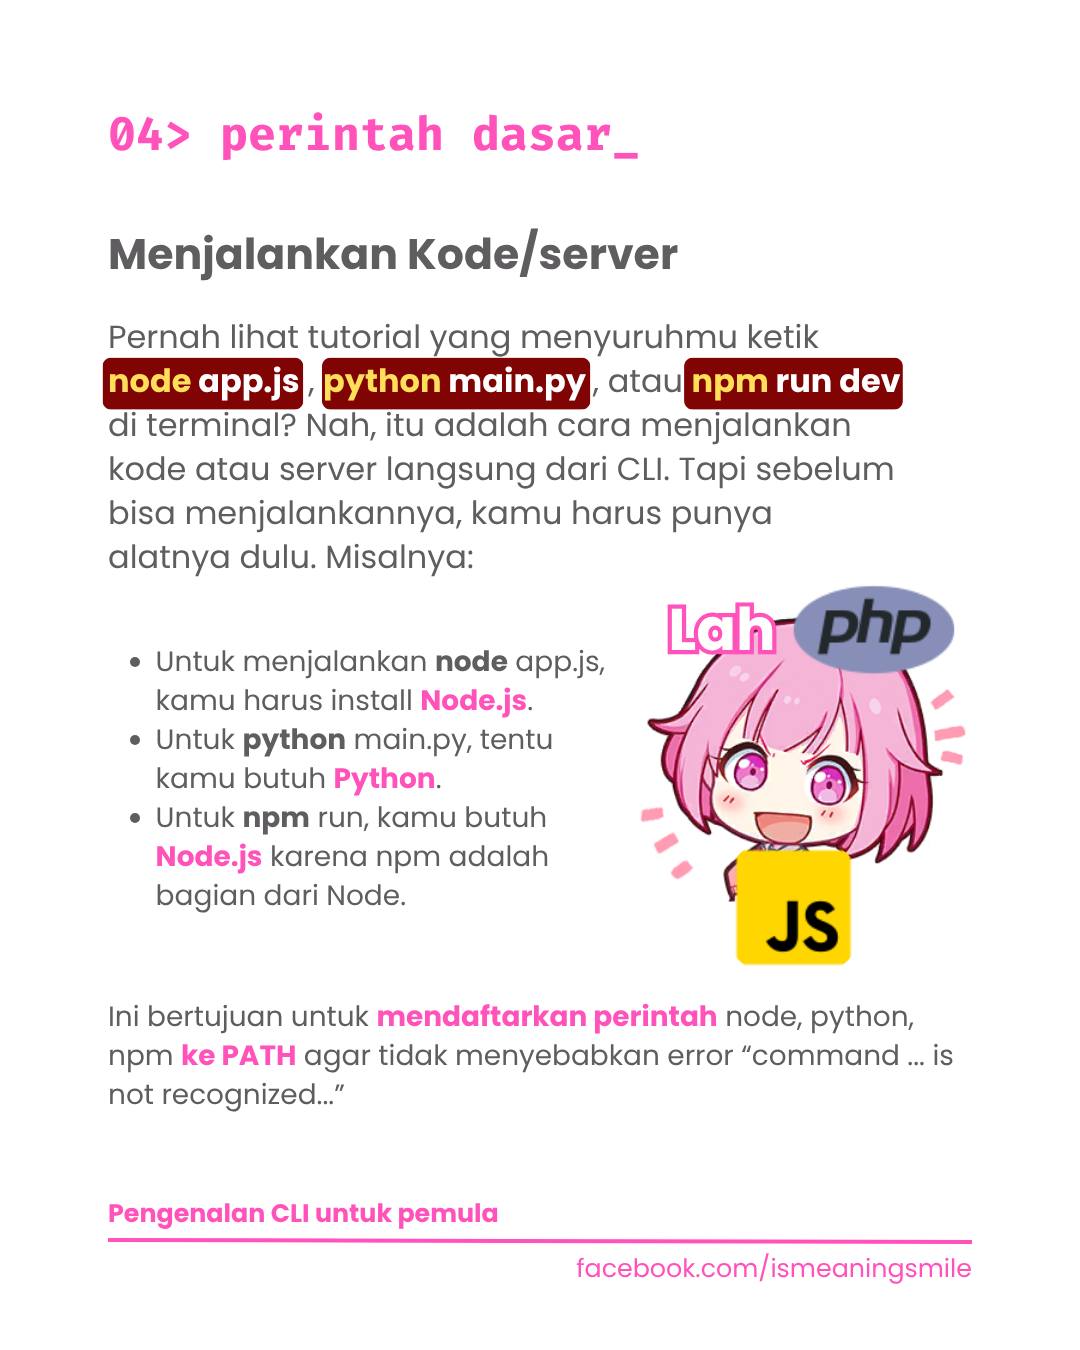 04> perintah dasar_
Menjalankan Kode/server
Pernah lihat tutorial yang menyuruhmu ketik
node app.js , python main.py , atau npm run dev
di terminal? Nah, itu adalah cara menjalankan
kode atau server langsung dari CLI. Tapi sebelum
bisa menjalankannya, kamu harus punya
alatnya dulu. Misalnya:
• Untuk menjalankan node app.js,
kamu harus install Node.js.
• Untuk python main.py, tentu
kamu butuh Python.
• Untuk npm run, kamu butuh
Node.js karena npm adalah
bagian dari Node.
Lah php
JS
Ini bertujuan untuk mendaftarkan perintah node, python,
npm ke PATH agar tidak menyebabkan error “command ... is
not recognized...”
Pengenalan CLI untuk pemula
facebook.com/ismeaningsmile